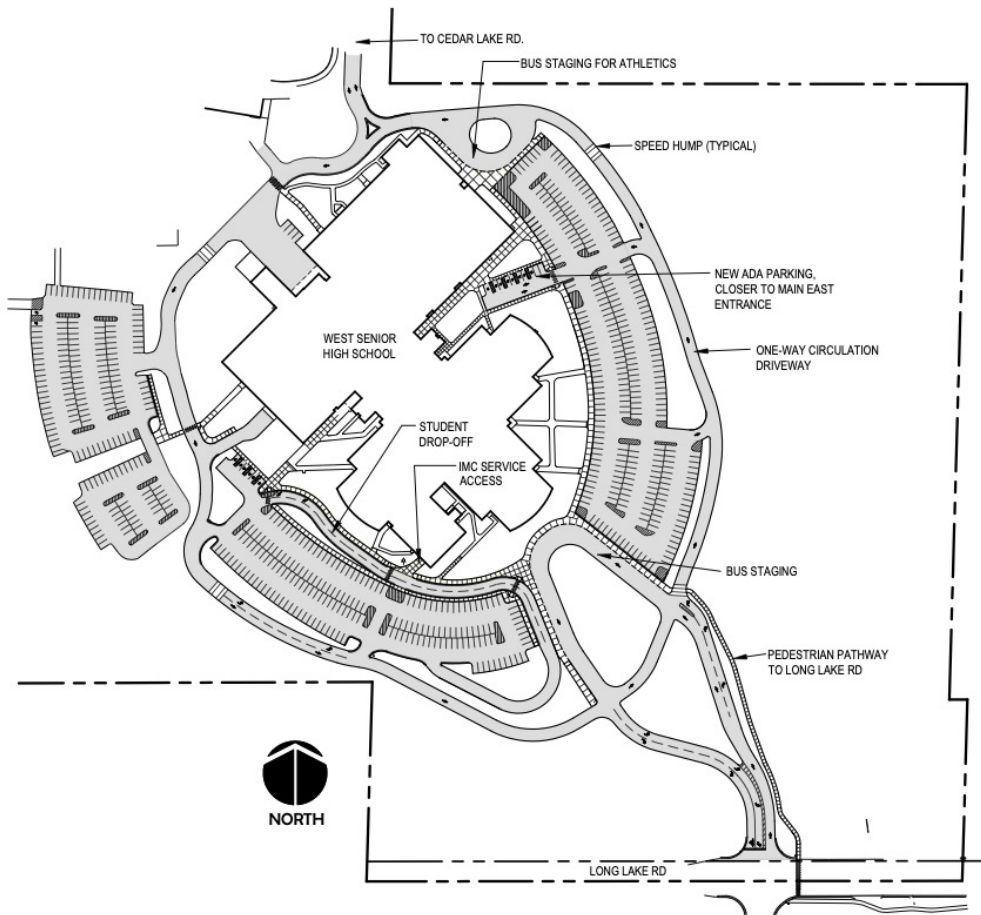 TO CEDAR LAKE RD.
BUS STAGING FOR ATHLETICS
SPEED HUMP (TYPICAL)
NEW ADA PARKING,
CLOSER TO MAIN EAST
ENTRANCE
WEST SENIOR
HIGH SCHOOL
ONE-WAY CIRCULATION
DRIVEWAY
STUDENT
DROP-OFF
IMC SERVICE
ACCESS
BUS STAGING
PEDESTRIAN PATHWAY
TO LONG LAKE RD
NORTH
LONG LAKE RD